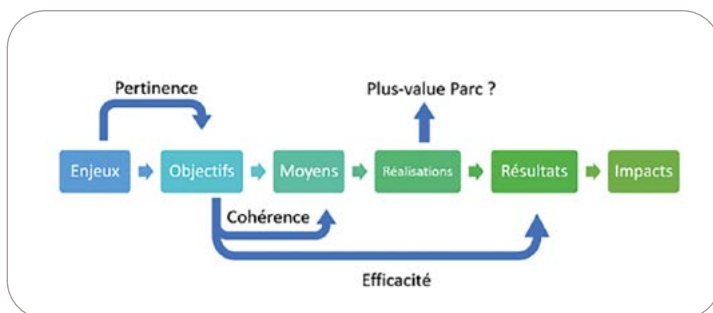 Pertinence
Plus-value Parc ?
Enjeux
Objectifs
Moyens
Réalisations
Résultats
Impacts
Cohérence
Efficacité